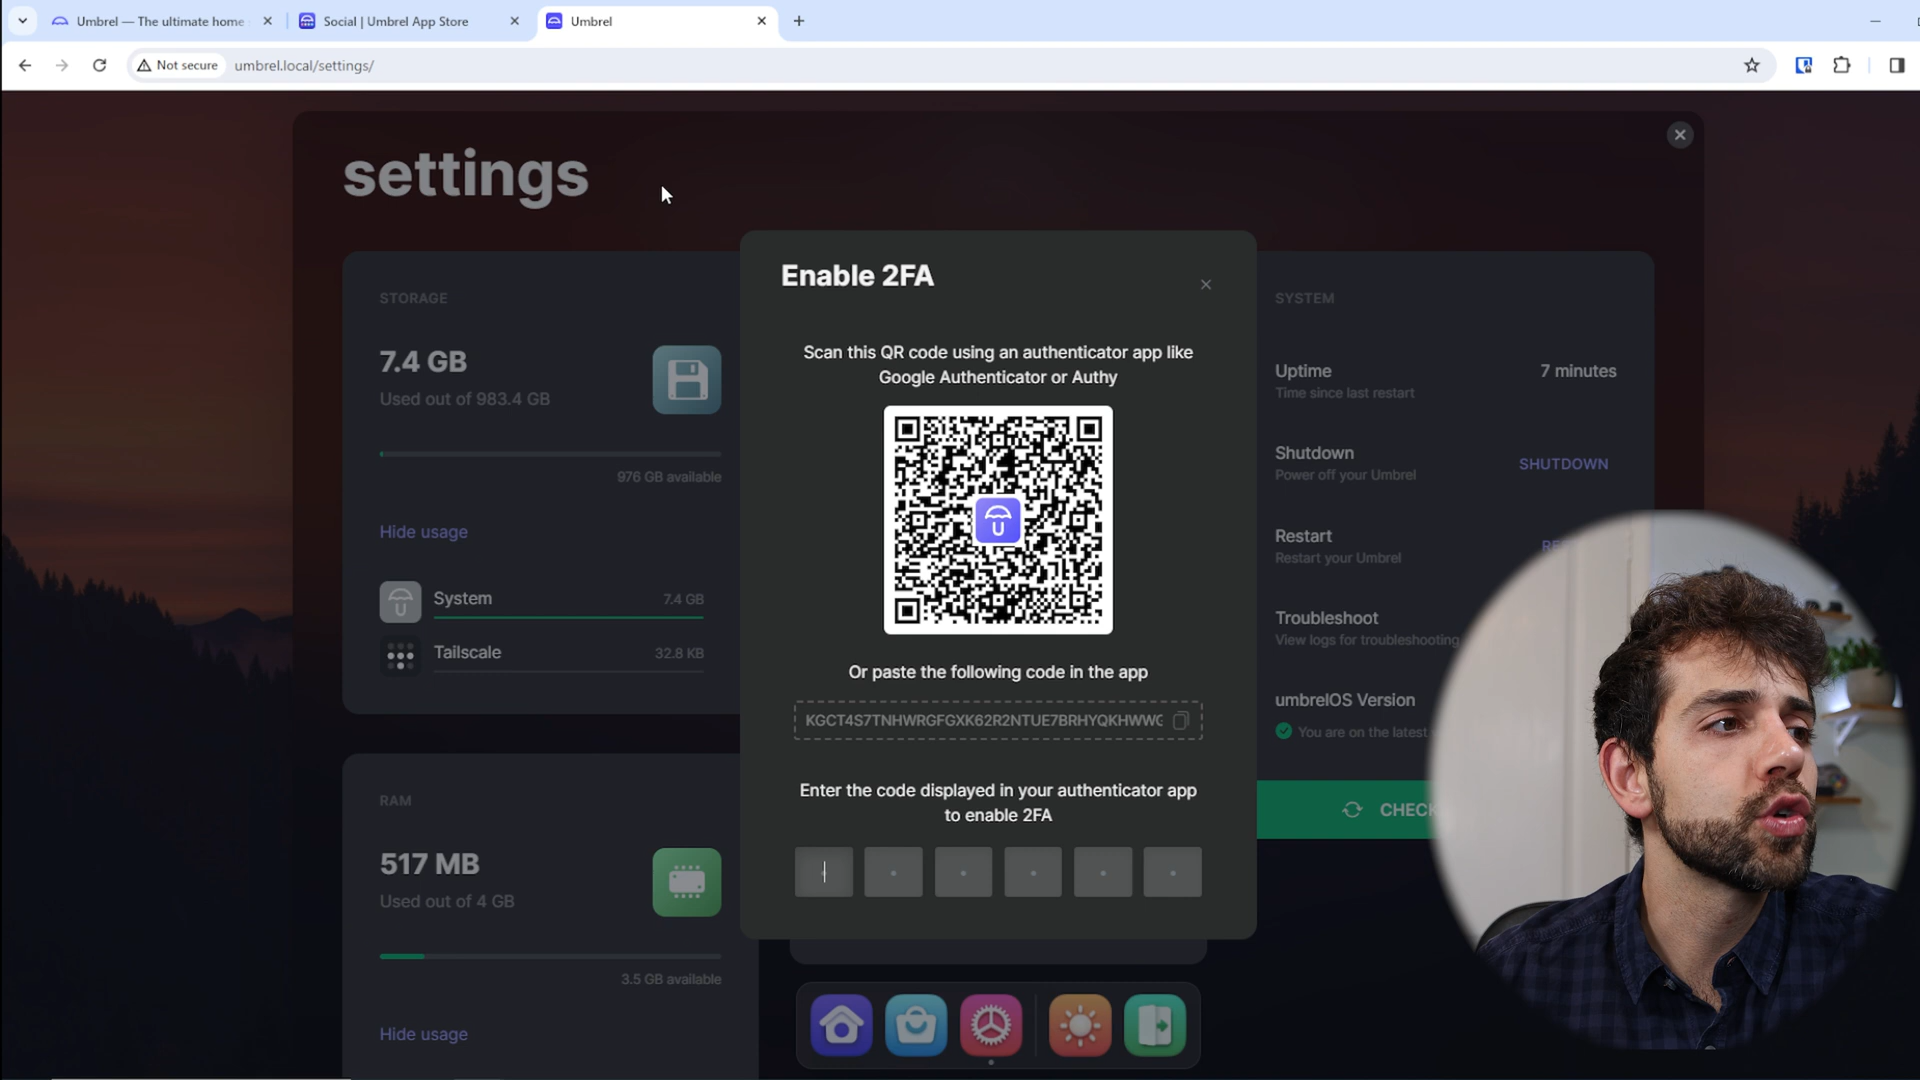 Umbrel — The ultimate home
Social | Umbrel App Store
Umbrel
Not secure
umbrel.local/settings/
settings
STORAGE
7.4 GB
Used out of 983.4 GB
976 GB available
Hide usage
System
7.4 GB
Tailscale
32.8 KB
RAM
517 MB
Used out of 4 GB
3.5 GB available
Hide usage
Enable 2FA
Scan this QR code using an authenticator app like
Google Authenticator or Authy
Or paste the following code in the app
KGCT4S7TNHWRGFGXK62R2NTUE7BRHYQKHWWC
Enter the code displayed in your authenticator app
to enable 2FA
SYSTEM
Uptime
7 minutes
Time since last restart
Shutdown
Power off your Umbrel
SHUTDOWN
Restart
Restart your Umbrel
Troubleshoot
View logs for troubleshooting
umbrelOS Version
You are on the latest
CHECK